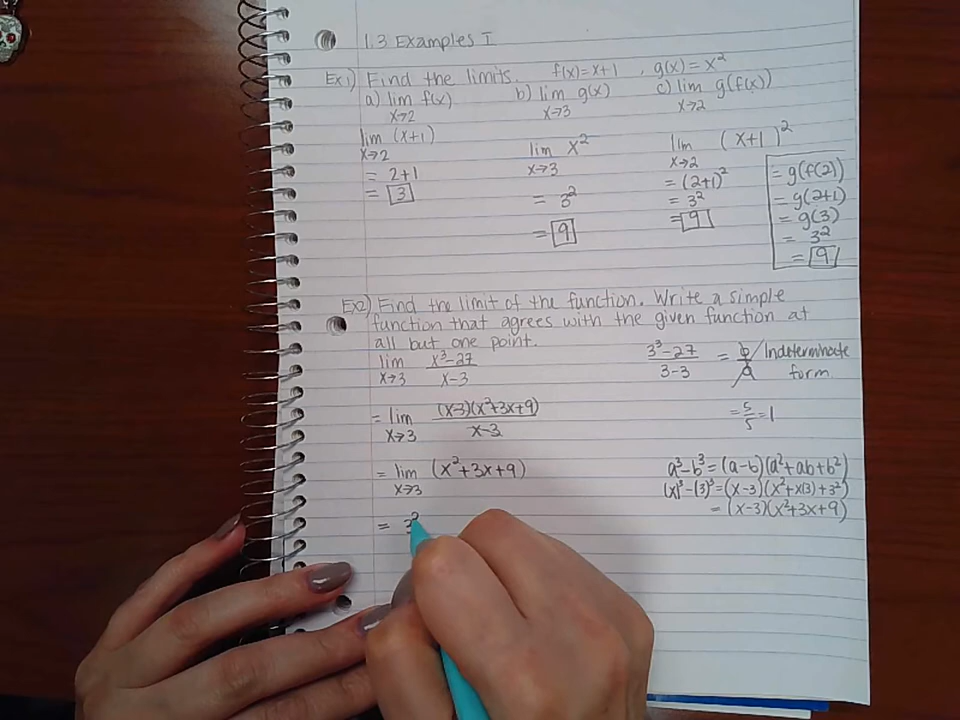 1.3 Examples I
Ex1) Find the limits. f(x)=x+1 , g(x)=x²
a) lim f(x) b) lim g(x) c) lim g(f(x))
x→2 x→3 x→2
lim (x+1)
x→2
= 2+1
= 3
lim x²
x→3
= 3²
= 9
lim (x+1)²
x→2
= (2+1)²
= 3²
= 9
= g(f(2))
= g(2+1)
= g(3)
= 3²
= 9
Ex2) Find the limit of the function. Write a simple
function that agrees with the given function at
all but one point.
lim x³-27
x→3 x-3
= lim (x-3)(x²+3x+9)
x→3 x-3
= lim (x²+3x+9)
x→3
= 3²
3³-27 = 0 Indeterminate
3-3 0 form.
= 5/5 = 1
a³-b³=(a-b)(a²+ab+b²)
(x)³-(3)³=(x-3)(x²+x(3)+3²)
= (x-3)(x²+3x+9)